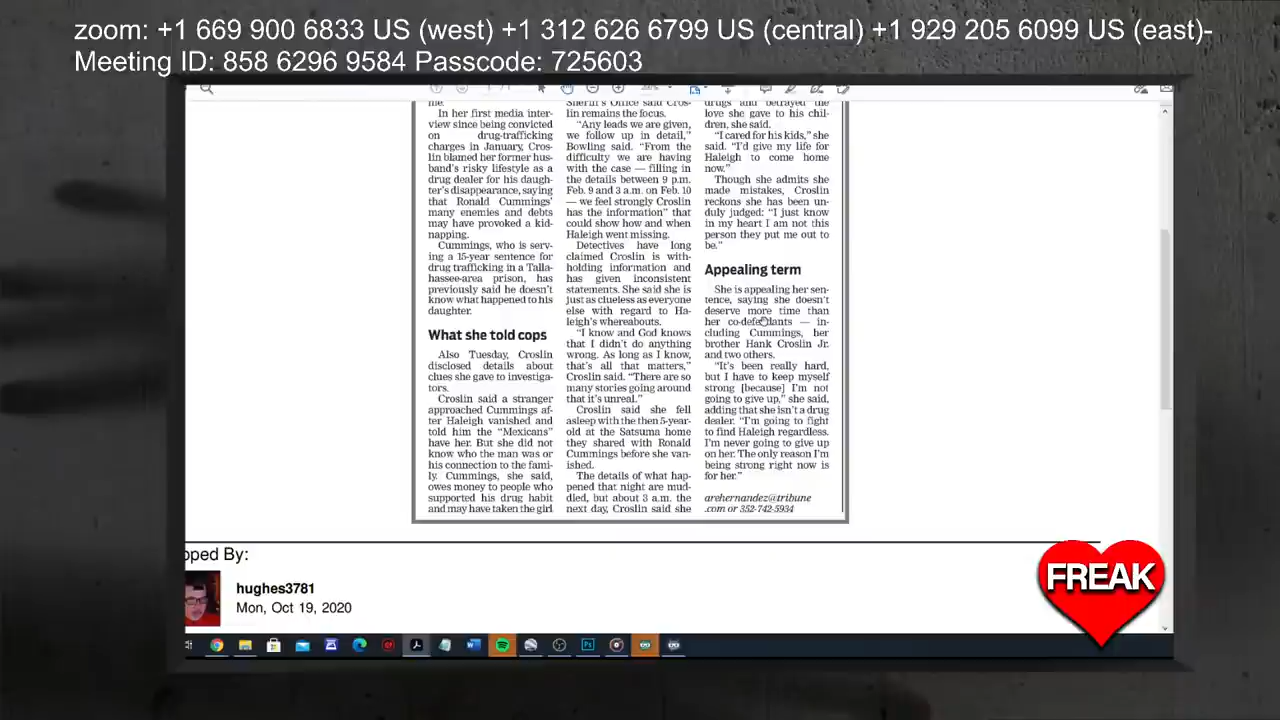 zoom: +1 669 900 6833 US (west) +1 312 626 6799 US (central) +1 929 205 6099 US (east)-
Meeting ID: 858 6296 9584 Passcode: 725603
me.
In her first media inter-
view since being convicted
on drug-trafficking
charges in January, Cros-
lin blamed her former hus-
band's risky lifestyle as a
drug dealer for his daugh-
ter's disappearance, saying
that Ronald Cummings'
many enemies and debts
may have provoked a kid-
napping.
Cummings, who is serv-
ing a 15-year sentence for
drug trafficking in a Talla-
hassee-area prison, has
previously said he doesn't
know what happened to his
daughter.
What she told cops
Also Tuesday, Croslin
disclosed details about
clues she gave to investiga-
tors.
Croslin said a stranger
approached Cummings af-
ter Haleigh vanished and
told him the “Mexicans”
have her. But she did not
know who the man was or
his connection to the fami-
ly. Cummings, she said,
owes money to people who
supported his drug habit
and may have taken the girl
Sheriff's Office said Cros-
lin remains the focus.
“Any leads we are given,
we follow up in detail,”
Bowling said. “From the
difficulty we are having
with the case — filling in
the details between 9 p.m.
Feb. 9 and 3 a.m. on Feb. 10
— we feel strongly Croslin
has the information” that
could show how and when
Haleigh went missing.
Detectives have long
claimed Croslin is with-
holding information and
has given inconsistent
statements. She said she is
just as clueless as everyone
else with regard to Ha-
leigh's whereabouts.
“I know and God knows
that I didn't do anything
wrong. As long as I know,
that's all that matters,”
Croslin said. “There are so
many stories going around
that it's unreal.”
Croslin said she fell
asleep with the then 5-year-
old at the Satsuma home
they shared with Ronald
Cummings before she van-
ished.
The details of what hap-
pened that night are mud-
dled, but about 3 a.m. the
next day, Croslin said she
drugs and betrayed the
love she gave to his chil-
dren, she said.
“I cared for his kids,” she
said. “I'd give my life for
Haleigh to come home
now.”
Though she admits she
made mistakes, Croslin
reckons she has been un-
duly judged: “I just know
in my heart I am not this
person they put me out to
be.”
Appealing term
She is appealing her sen-
tence, saying she doesn't
deserve more time than
her co-defendants — in-
cluding Cummings, her
brother Hank Croslin Jr.
and two others.
“It's been really hard,
but I have to keep myself
strong [because] I'm not
going to give up,” she said,
adding that she isn't a drug
dealer. “I'm going to fight
to find Haleigh regardless.
I'm never going to give up
on her. The only reason I'm
being strong right now is
for her.”
arehernandez@tribune
.com or 352-742-5934
pped By:
hughes3781
Mon, Oct 19, 2020
FREAK